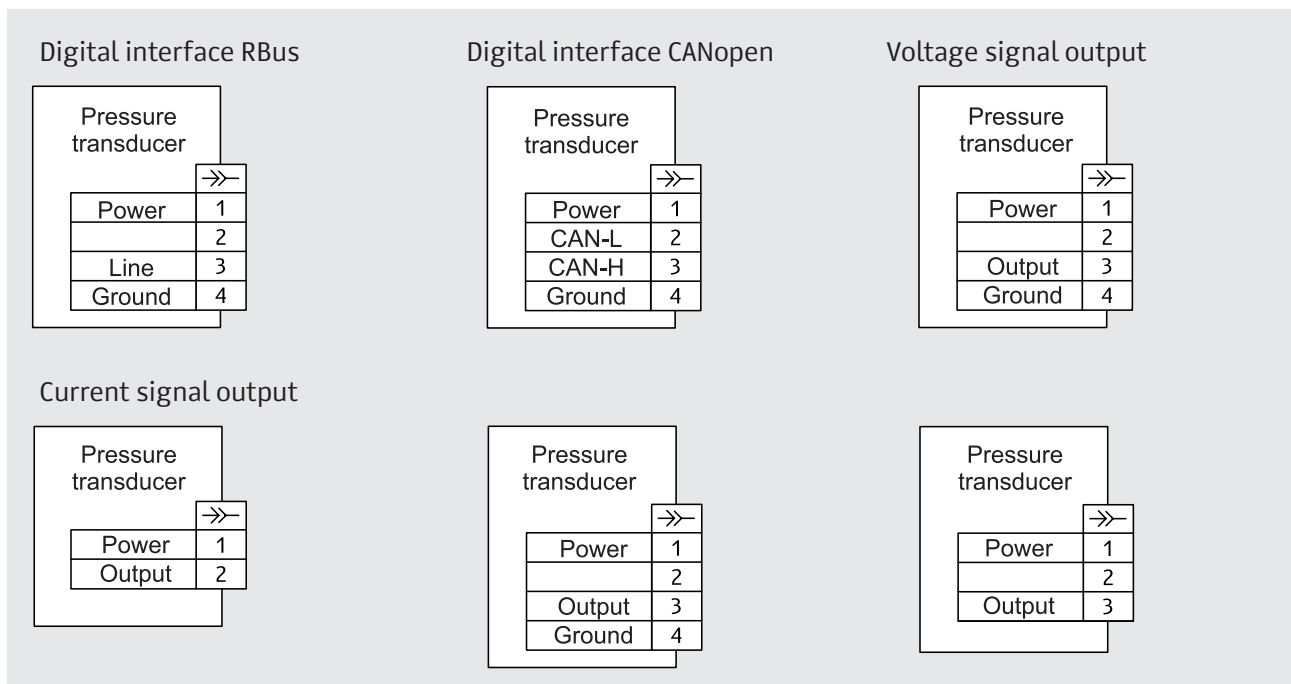 Digital interface RBus
Pressure
transducer
Power 1
2
Line 3
Ground 4
Digital interface CANopen
Pressure
transducer
Power 1
CAN-L 2
CAN-H 3
Ground 4
Voltage signal output
Pressure
transducer
Power 1
2
Output 3
Ground 4
Current signal output
Pressure
transducer
Power 1
Output 2
Pressure
transducer
Power 1
2
Output 3
Ground 4
Pressure
transducer
Power 1
2
Output 3